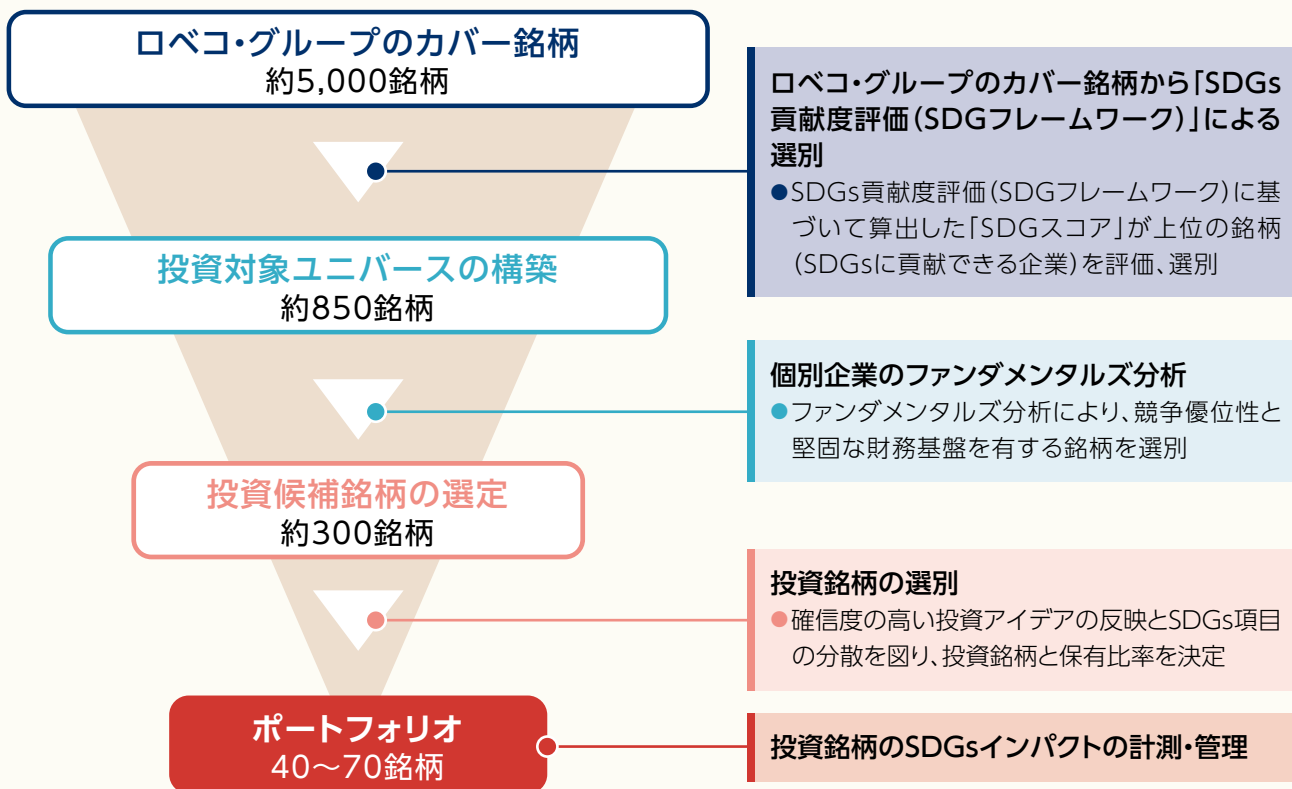 ロベコ・グループのカバー銘柄
約5,000銘柄
ロベコ・グループのカバー銘柄から「SDGs
貢献度評価(SDGフレームワーク)」による
選別
●SDGs貢献度評価(SDGフレームワーク)に基
づいて算出した「SDGスコア」が上位の銘柄
(SDGsに貢献できる企業)を評価、選別
投資対象ユニバースの構築
約850銘柄
個別企業のファンダメンタルズ分析
●ファンダメンタルズ分析により、競争優位性と
堅固な財務基盤を有する銘柄を選別
投資候補銘柄の選定
約300銘柄
投資銘柄の選別
●確信度の高い投資アイデアの反映とSDGs項目
の分散を図り、投資銘柄と保有比率を決定
ポートフォリオ
40～70銘柄
投資銘柄のSDGsインパクトの計測・管理